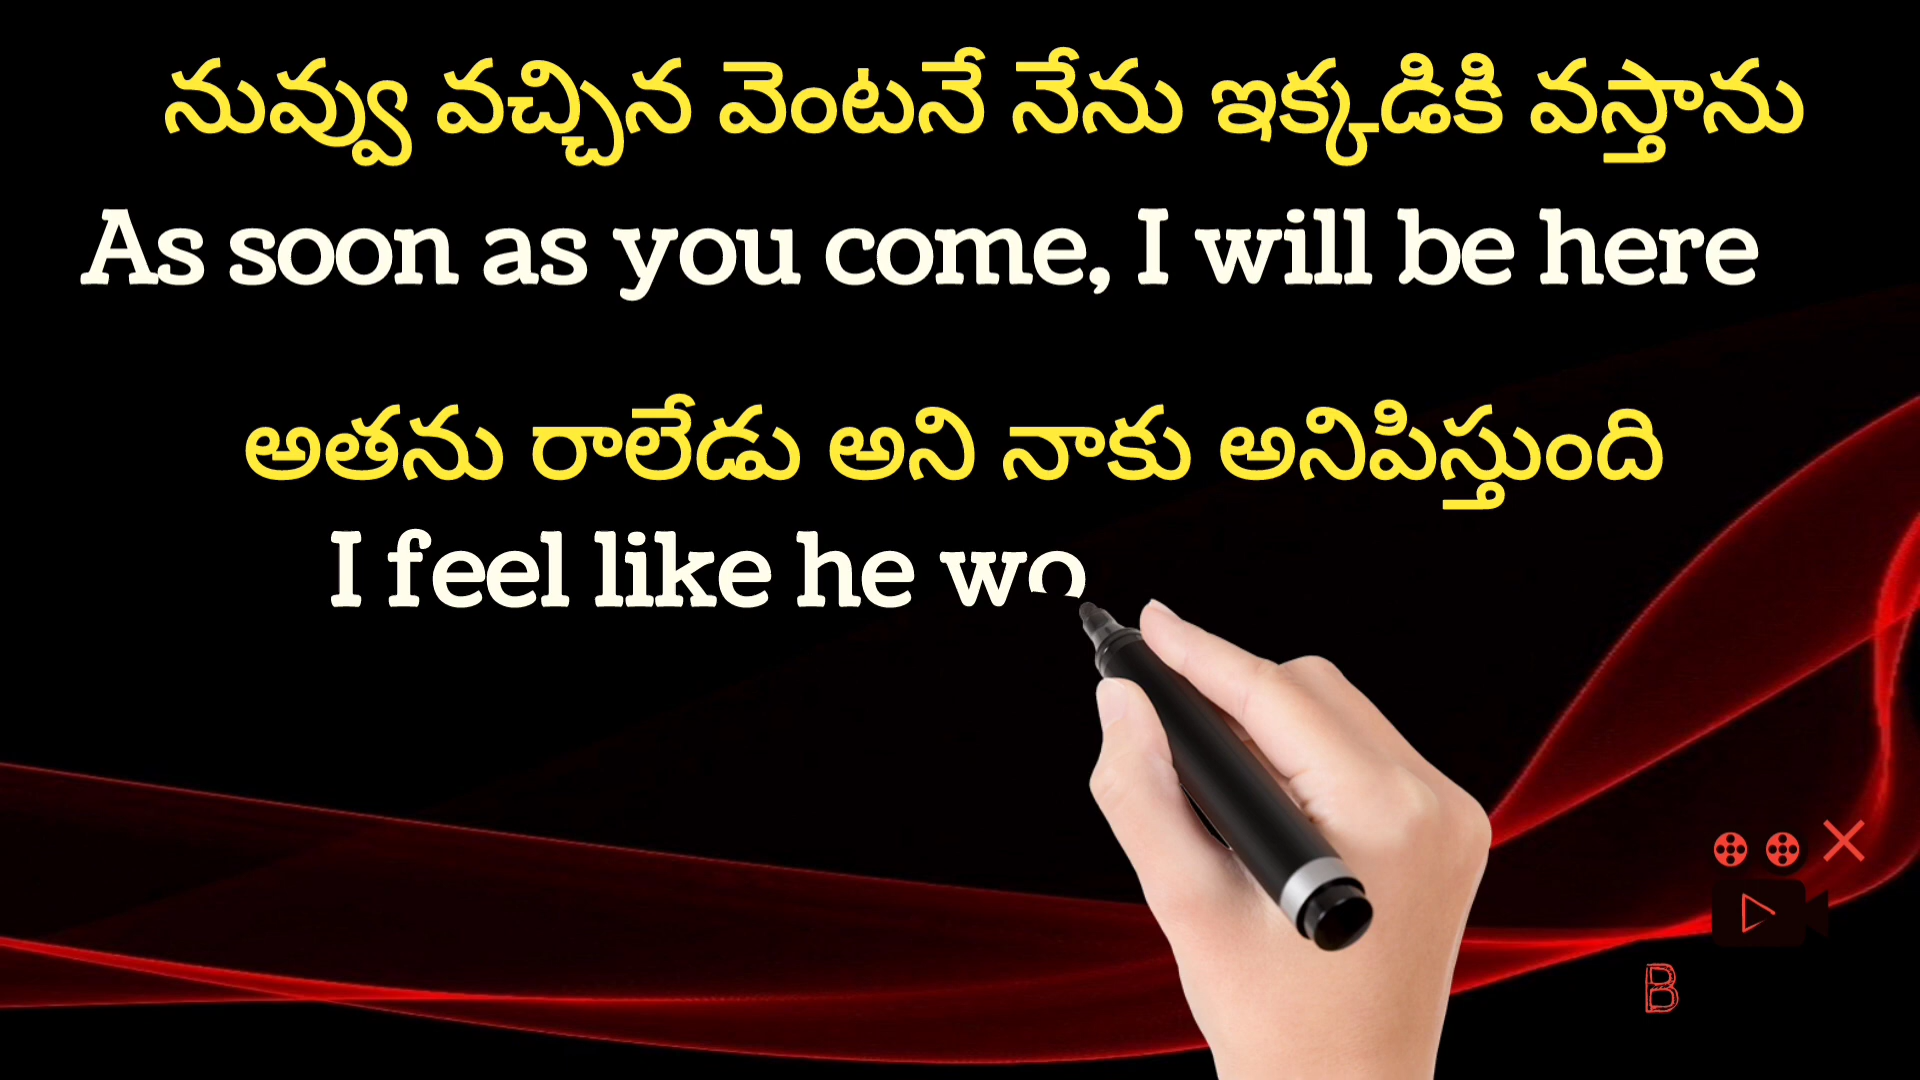 నువ్వు వచ్చిన వెంటనే నేను ఇక్కడికి వస్తాను
As soon as you come, I will be here
అతను రాలేడు అని నాకు అనిపిస్తుంది
I feel like he wo
B